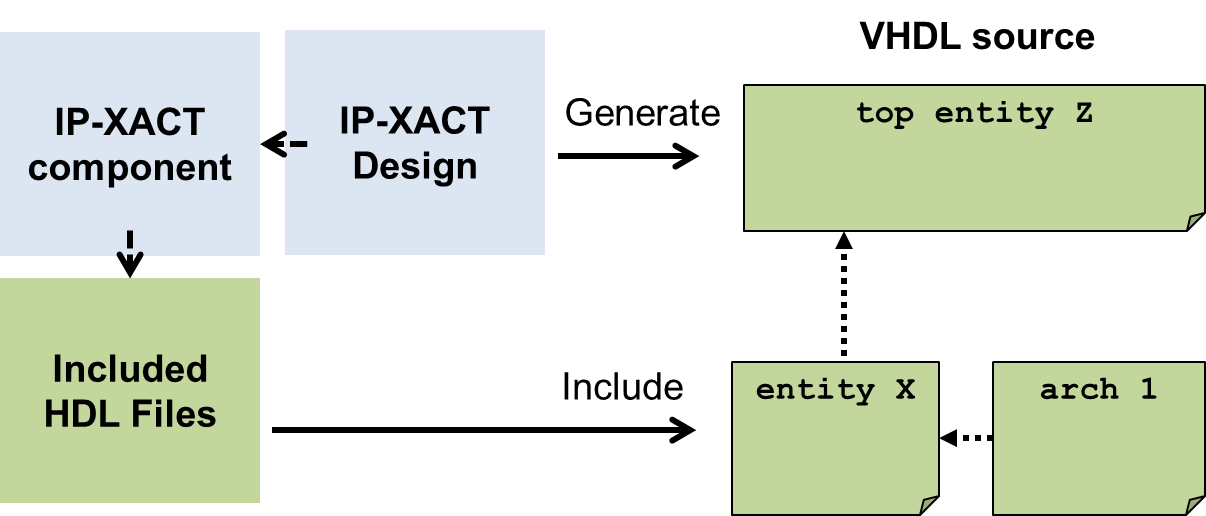 VHDL source
IP-XACT
component
IP-XACT
Design
Generate
top entity Z
Included
HDL Files
Include
entity X
arch 1